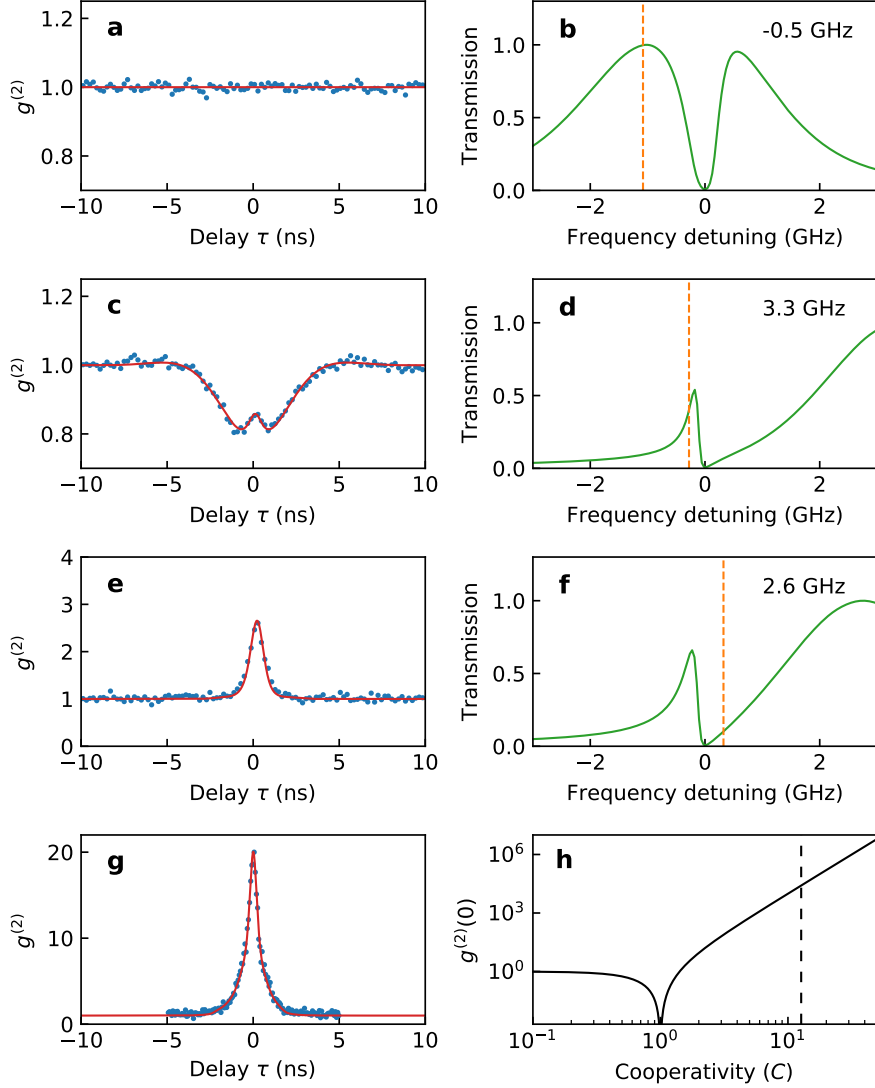 a
1.2
1.0
0.8
g(2)
−10 −5 0 5 10
Delay τ (ns)
b
-0.5 GHz
1.0
0.5
0.0
Transmission
−2 0 2
Frequency detuning (GHz)
c
1.2
1.0
0.8
g(2)
−10 −5 0 5 10
Delay τ (ns)
d
3.3 GHz
1.0
0.5
0.0
Transmission
−2 0 2
Frequency detuning (GHz)
e
4
3
2
1
0
g(2)
−10 −5 0 5 10
Delay τ (ns)
f
2.6 GHz
1.0
0.5
0.0
Transmission
−2 0 2
Frequency detuning (GHz)
g
20
10
0
g(2)
−10 −5 0 5 10
Delay τ (ns)
h
10^6
10^3
10^0
g(2)(0)
10^−1 10^0 10^1
Cooperativity (C)